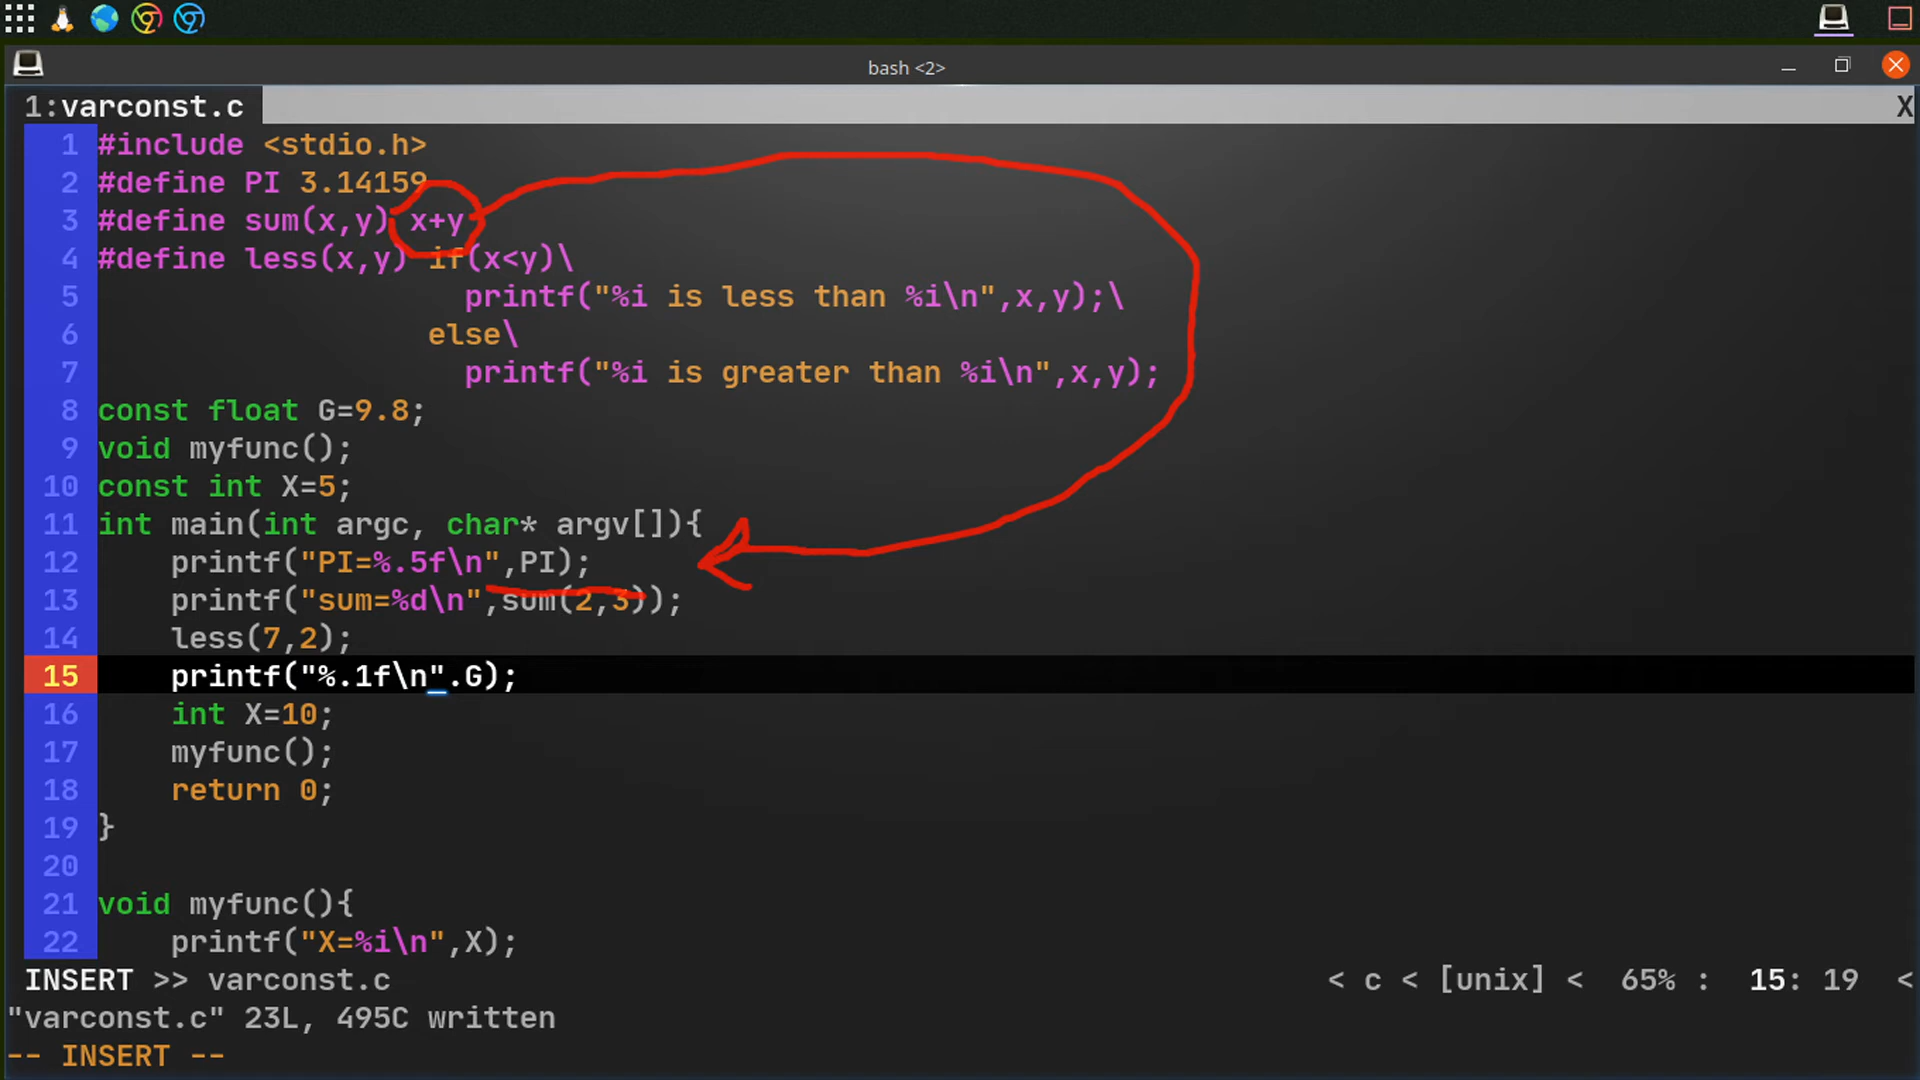 bash <2>
1:varconst.c X
1 #include <stdio.h>
2 #define PI 3.14159
3 #define sum(x,y) x+y
4 #define less(x,y) if(x<y)\
5                     printf("%i is less than %i\n",x,y);\
6                   else\
7                     printf("%i is greater than %i\n",x,y);
8 const float G=9.8;
9 void myfunc();
10 const int X=5;
11 int main(int argc, char* argv[]){
12     printf("PI=%.5f\n",PI);
13     printf("sum=%d\n",sum(2,3));
14     less(7,2);
15     printf("%.1f\n".G);
16     int X=10;
17     myfunc();
18     return 0;
19 }
20
21 void myfunc(){
22     printf("X=%i\n",X);
INSERT >> varconst.c < c < [unix] < 65% : 15: 19 <
"varconst.c" 23L, 495C written
-- INSERT --